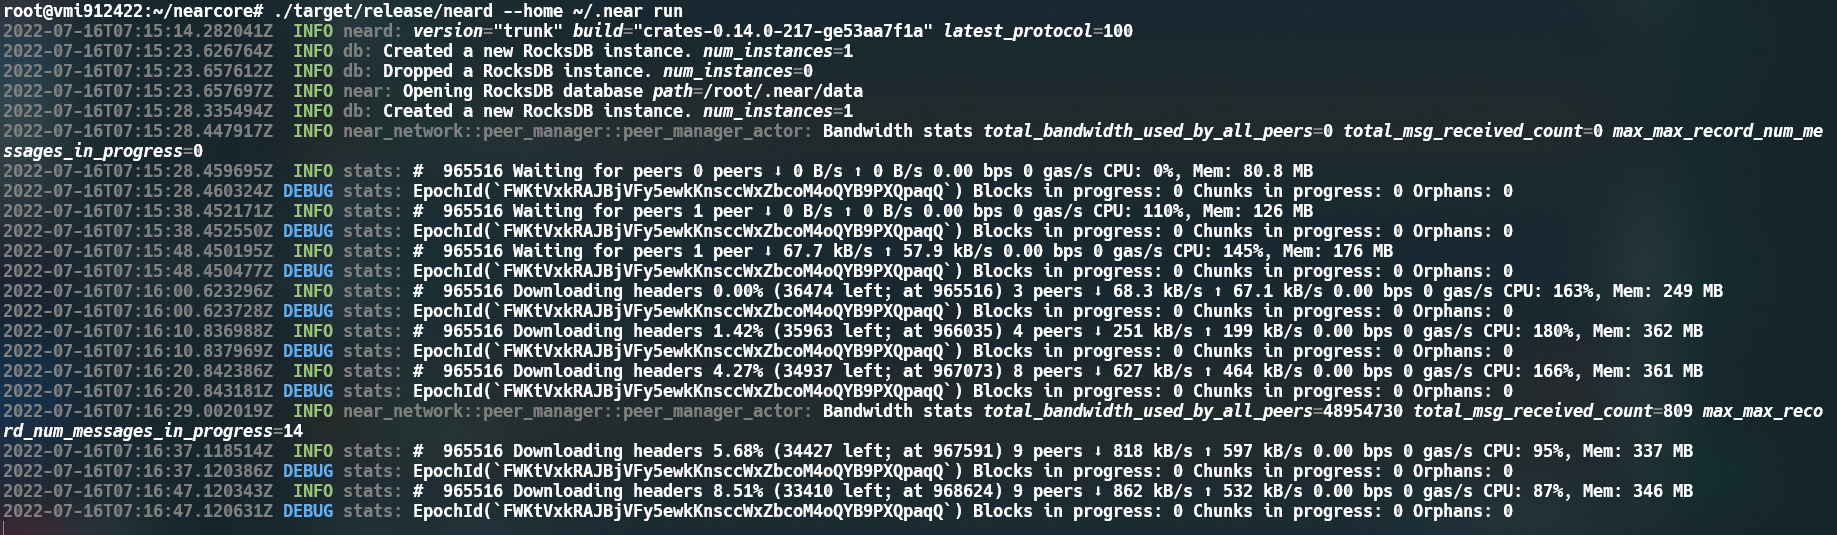 root@vmi912422:~/nearcore# ./target/release/neard --home ~/.near run
2022-07-16T07:15:14.282041Z  INFO neard: version="trunk" build="crates-0.14.0-217-ge53aa7f1a" latest_protocol=100
2022-07-16T07:15:23.626764Z  INFO db: Created a new RocksDB instance. num_instances=1
2022-07-16T07:15:23.657612Z  INFO db: Dropped a RocksDB instance. num_instances=0
2022-07-16T07:15:23.657697Z  INFO near: Opening RocksDB database path=/root/.near/data
2022-07-16T07:15:28.335494Z  INFO db: Created a new RocksDB instance. num_instances=1
2022-07-16T07:15:28.447917Z  INFO near_network::peer_manager::peer_manager_actor: Bandwidth stats total_bandwidth_used_by_all_peers=0 total_msg_received_count=0 max_max_record_num_me
ssages_in_progress=0
2022-07-16T07:15:28.459695Z  INFO stats: #  965516 Waiting for peers 0 peers ⬇ 0 B/s ⬆ 0 B/s 0.00 bps 0 gas/s CPU: 0%, Mem: 80.8 MB
2022-07-16T07:15:28.460324Z DEBUG stats: EpochId(`FWKtVxkRAJBjVFy5ewkKnsccWxZbcoM4oQYB9PXQpaqQ`) Blocks in progress: 0 Chunks in progress: 0 Orphans: 0
2022-07-16T07:15:38.452171Z  INFO stats: #  965516 Waiting for peers 1 peer ⬇ 0 B/s ⬆ 0 B/s 0.00 bps 0 gas/s CPU: 110%, Mem: 126 MB
2022-07-16T07:15:38.452550Z DEBUG stats: EpochId(`FWKtVxkRAJBjVFy5ewkKnsccWxZbcoM4oQYB9PXQpaqQ`) Blocks in progress: 0 Chunks in progress: 0 Orphans: 0
2022-07-16T07:15:48.450195Z  INFO stats: #  965516 Waiting for peers 1 peer ⬇ 67.7 kB/s ⬆ 57.9 kB/s 0.00 bps 0 gas/s CPU: 145%, Mem: 176 MB
2022-07-16T07:15:48.450477Z DEBUG stats: EpochId(`FWKtVxkRAJBjVFy5ewkKnsccWxZbcoM4oQYB9PXQpaqQ`) Blocks in progress: 0 Chunks in progress: 0 Orphans: 0
2022-07-16T07:16:00.623296Z  INFO stats: #  965516 Downloading headers 0.00% (36474 left; at 965516) 3 peers ⬇ 68.3 kB/s ⬆ 67.1 kB/s 0.00 bps 0 gas/s CPU: 163%, Mem: 249 MB
2022-07-16T07:16:00.623728Z DEBUG stats: EpochId(`FWKtVxkRAJBjVFy5ewkKnsccWxZbcoM4oQYB9PXQpaqQ`) Blocks in progress: 0 Chunks in progress: 0 Orphans: 0
2022-07-16T07:16:10.836988Z  INFO stats: #  965516 Downloading headers 1.42% (35963 left; at 966035) 4 peers ⬇ 251 kB/s ⬆ 199 kB/s 0.00 bps 0 gas/s CPU: 180%, Mem: 362 MB
2022-07-16T07:16:10.837969Z DEBUG stats: EpochId(`FWKtVxkRAJBjVFy5ewkKnsccWxZbcoM4oQYB9PXQpaqQ`) Blocks in progress: 0 Chunks in progress: 0 Orphans: 0
2022-07-16T07:16:20.842386Z  INFO stats: #  965516 Downloading headers 4.27% (34937 left; at 967073) 8 peers ⬇ 627 kB/s ⬆ 464 kB/s 0.00 bps 0 gas/s CPU: 166%, Mem: 361 MB
2022-07-16T07:16:20.843181Z DEBUG stats: EpochId(`FWKtVxkRAJBjVFy5ewkKnsccWxZbcoM4oQYB9PXQpaqQ`) Blocks in progress: 0 Chunks in progress: 0 Orphans: 0
2022-07-16T07:16:29.002019Z  INFO near_network::peer_manager::peer_manager_actor: Bandwidth stats total_bandwidth_used_by_all_peers=48954730 total_msg_received_count=809 max_max_reco
rd_num_messages_in_progress=14
2022-07-16T07:16:37.118514Z  INFO stats: #  965516 Downloading headers 5.68% (34427 left; at 967591) 9 peers ⬇ 818 kB/s ⬆ 597 kB/s 0.00 bps 0 gas/s CPU: 95%, Mem: 337 MB
2022-07-16T07:16:37.120386Z DEBUG stats: EpochId(`FWKtVxkRAJBjVFy5ewkKnsccWxZbcoM4oQYB9PXQpaqQ`) Blocks in progress: 0 Chunks in progress: 0 Orphans: 0
2022-07-16T07:16:47.120343Z  INFO stats: #  965516 Downloading headers 8.51% (33410 left; at 968624) 9 peers ⬇ 862 kB/s ⬆ 532 kB/s 0.00 bps 0 gas/s CPU: 87%, Mem: 346 MB
2022-07-16T07:16:47.120631Z DEBUG stats: EpochId(`FWKtVxkRAJBjVFy5ewkKnsccWxZbcoM4oQYB9PXQpaqQ`) Blocks in progress: 0 Chunks in progress: 0 Orphans: 0